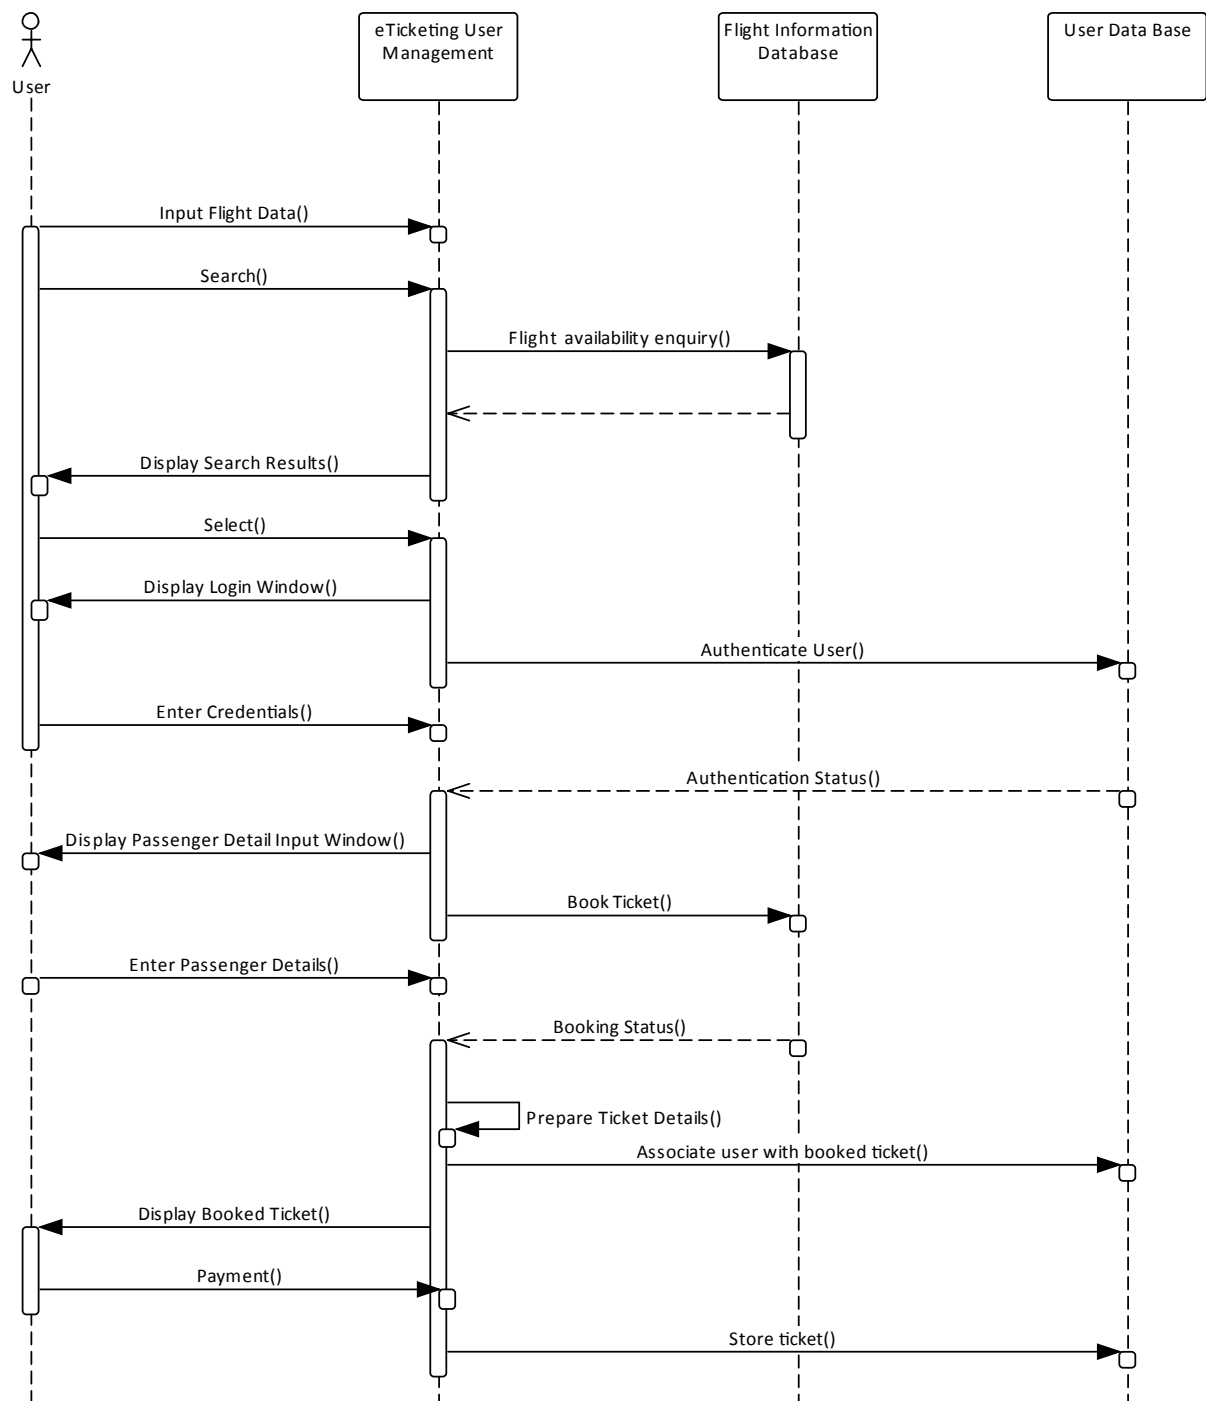 User
eTicketing User
Management
Flight Information
Database
User Data Base
Input Flight Data()
Search()
Flight availability enquiry()
Display Search Results()
Select()
Display Login Window()
Authenticate User()
Enter Credentials()
Authentication Status()
Display Passenger Detail Input Window()
Book Ticket()
Enter Passenger Details()
Booking Status()
Prepare Ticket Details()
Associate user with booked ticket()
Display Booked Ticket()
Payment()
Store ticket()